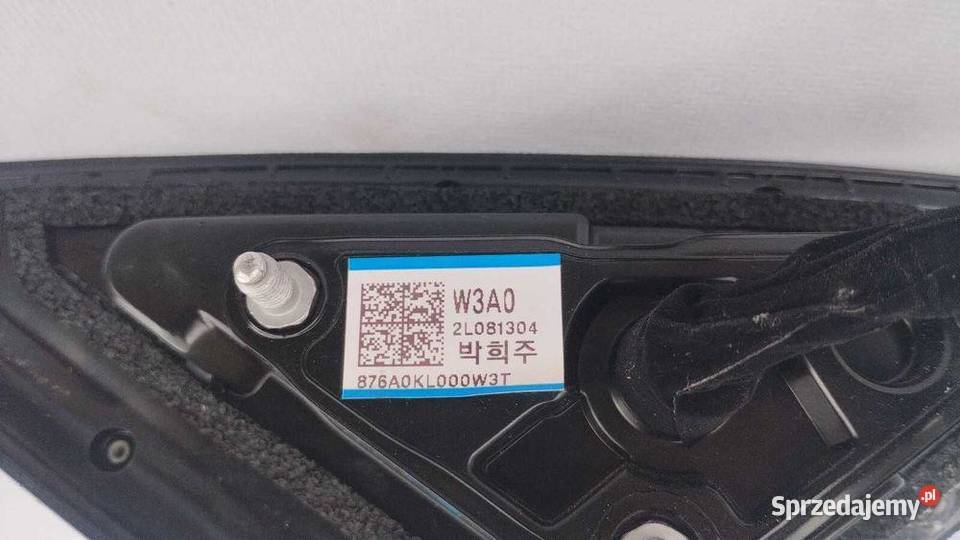 W3A0
2L081304
박희주
876A0KL000W3T
Sprzedajemy.pl